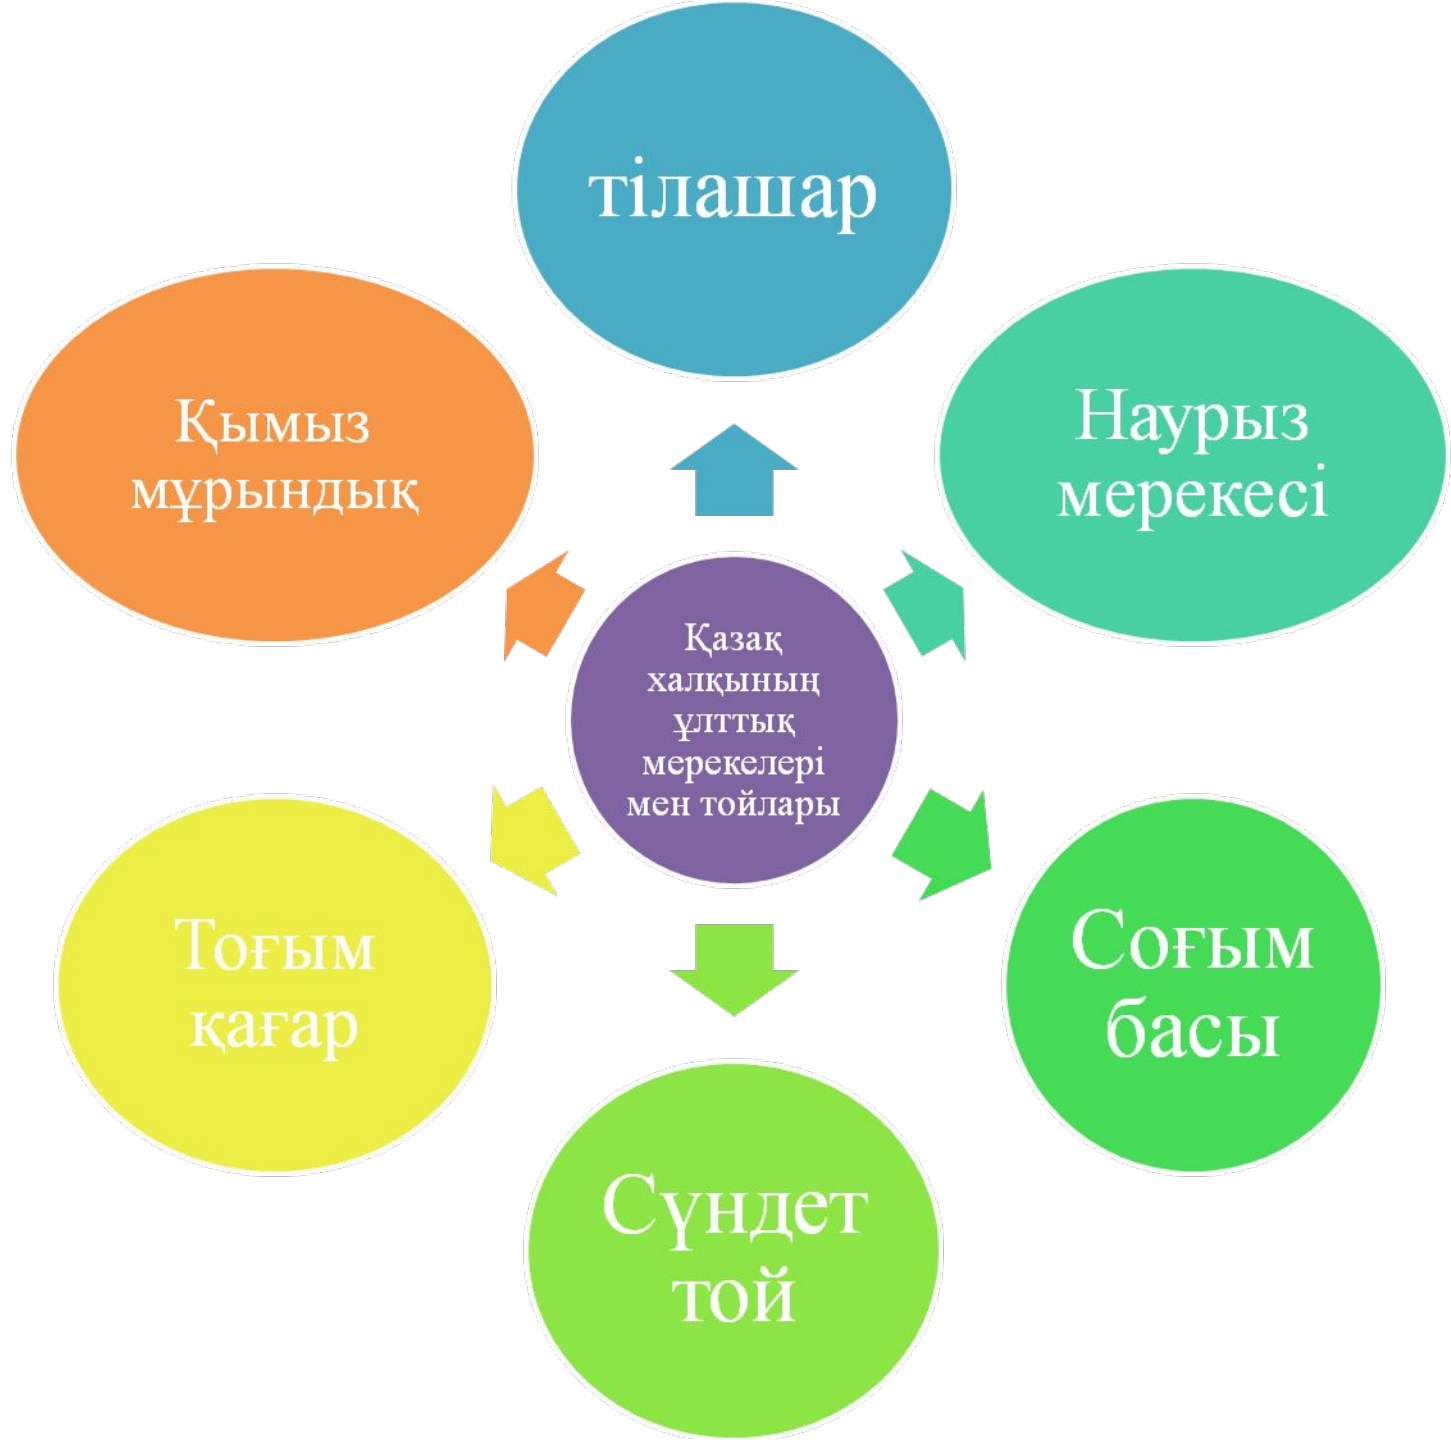 тілашар
Наурыз
мерекесі
Соғым
басы
Сүндет
той
Тоғым
қағар
Қымыз
мұрындық
Қазақ
халқының
ұлттық
мерекелері
мен тойлары